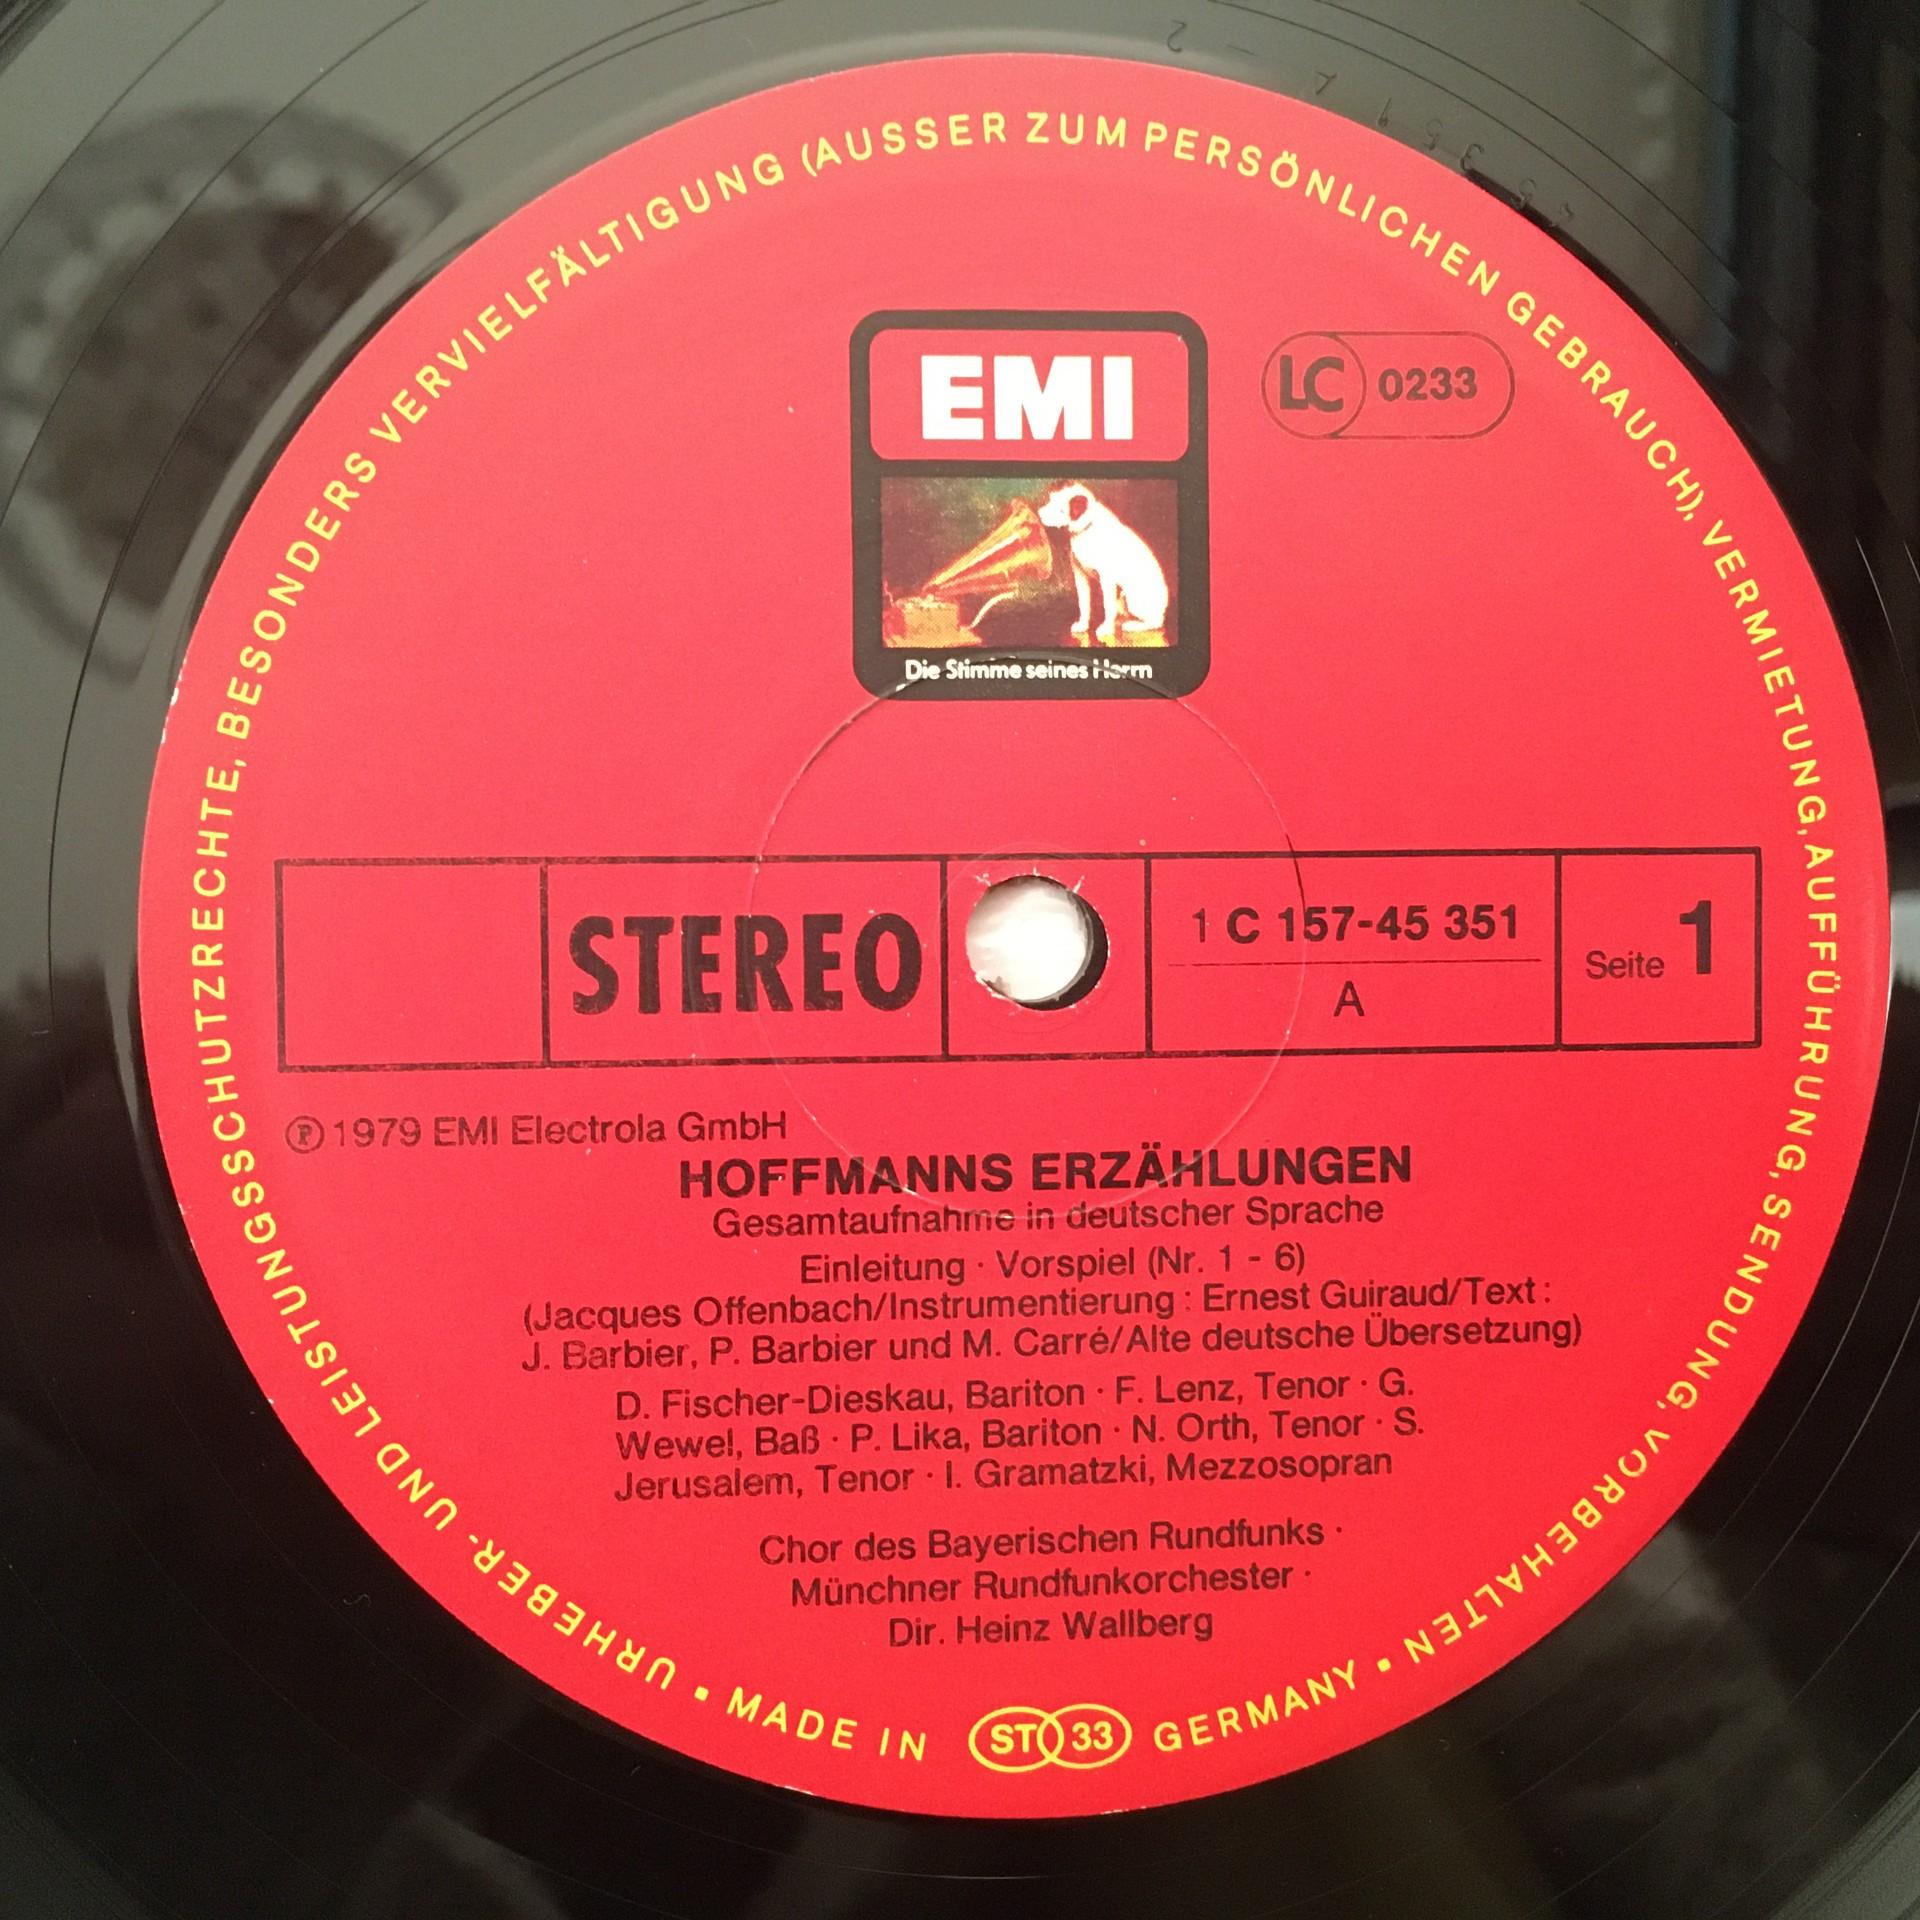 URHEBER- UND LEISTUNGSSCHUTZRECHTE, BESONDERS VERVIELFÄLTIGUNG (AUSSER ZUM PERSÖNLICHEN GEBRAUCH), VERMIETUNG, AUFFÜHRUNG, SENDUNG, VORBEHALTEN •
EMI
LC 0233
Die Stimme seines Herrn
STEREO
1 C 157-45 351
A
Seite 1
Ⓟ 1979 EMI Electrola GmbH
HOFFMANNS ERZÄHLUNGEN
Gesamtaufnahme in deutscher Sprache
Einleitung · Vorspiel (Nr. 1 - 6)
(Jacques Offenbach/Instrumentierung : Ernest Guiraud/Text :
J. Barbier, P. Barbier und M. Carré/Alte deutsche Übersetzung)
D. Fischer-Dieskau, Bariton · F. Lenz, Tenor · G.
Wewel, Baß · P. Lika, Bariton · N. Orth, Tenor · S.
Jerusalem, Tenor · I. Gramatzki, Mezzosopran
Chor des Bayerischen Rundfunks ·
Münchner Rundfunkorchester ·
Dir. Heinz Wallberg
• MADE IN ST 33 GERMANY